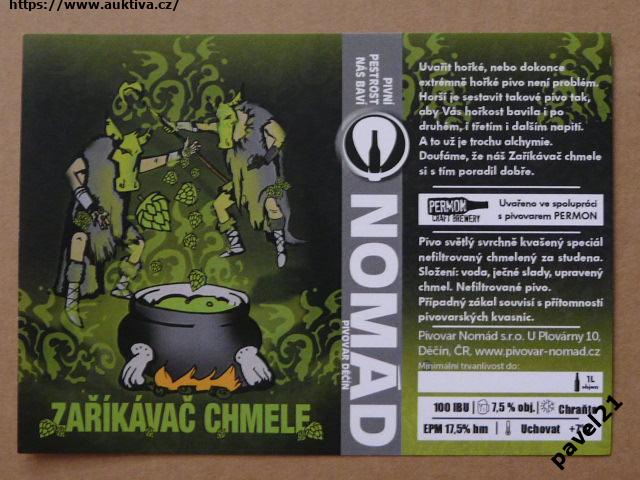 https://www.auktiva.cz/
ZAŘÍKÁVAČ CHMELE
PIVNÍ
PESTROST
NÁS BAVÍ
NOMÁD
PIVOVAR DĚČÍN
Uvařit hořké, nebo dokonce
extrémně hořké pivo není problém.
Horší je sestavit takové pivo tak,
aby Vás hořkost bavila i po
druhém, i třetím i dalším napití.
A to už je trochu alchymie.
Doufáme, že náš Zaříkávač chmele
si s tím poradil dobře.
PERMON
CRAFT BREWERY
Uvařeno ve spolupráci
s pivovarem PERMON
Pivo světlý svrchně kvašený speciál
nefiltrovaný chmelený za studena.
Složení: voda, ječné slady, upravený
chmel. Nefiltrované pivo.
Případný zákal souvisí s přítomností
pivovarských kvasnic.
Pivovar Nomád s.r.o. U Plovárny 10,
Děčín, ČR. www.pivovar-nomad.cz
Minimální trvanlivost do:
1L
objem
100 IBU 7,5 % obj. Chraňte
EPM 17,5% hm Uchovat +7
pavel21